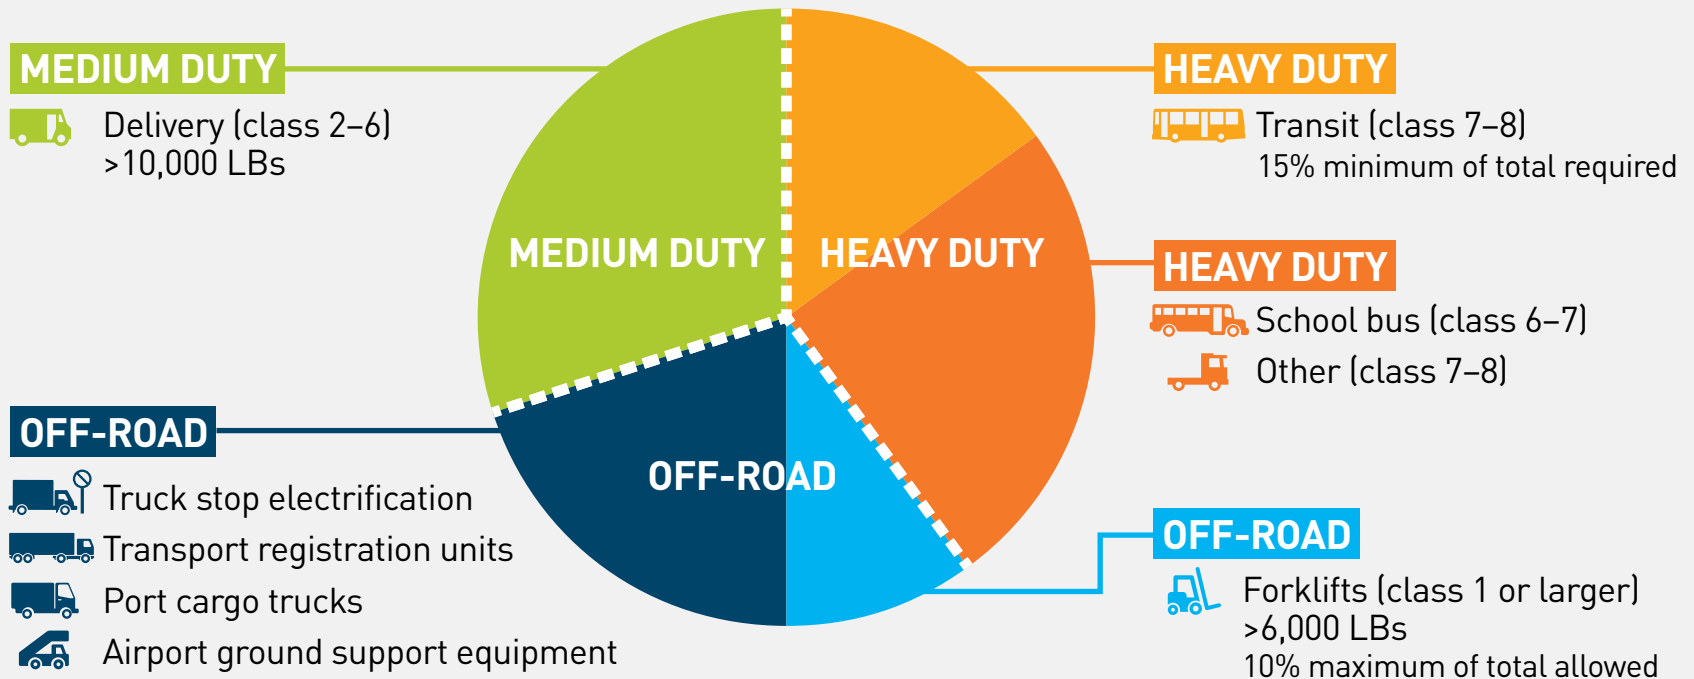 MEDIUM DUTY
Delivery (class 2–6)
>10,000 LBs
HEAVY DUTY
Transit (class 7–8)
15% minimum of total required
MEDIUM DUTY
HEAVY DUTY
HEAVY DUTY
School bus (class 6–7)
Other (class 7–8)
OFF-ROAD
Truck stop electrification
Transport registration units
Port cargo trucks
Airport ground support equipment
OFF-ROAD
OFF-ROAD
Forklifts (class 1 or larger)
>6,000 LBs
10% maximum of total allowed